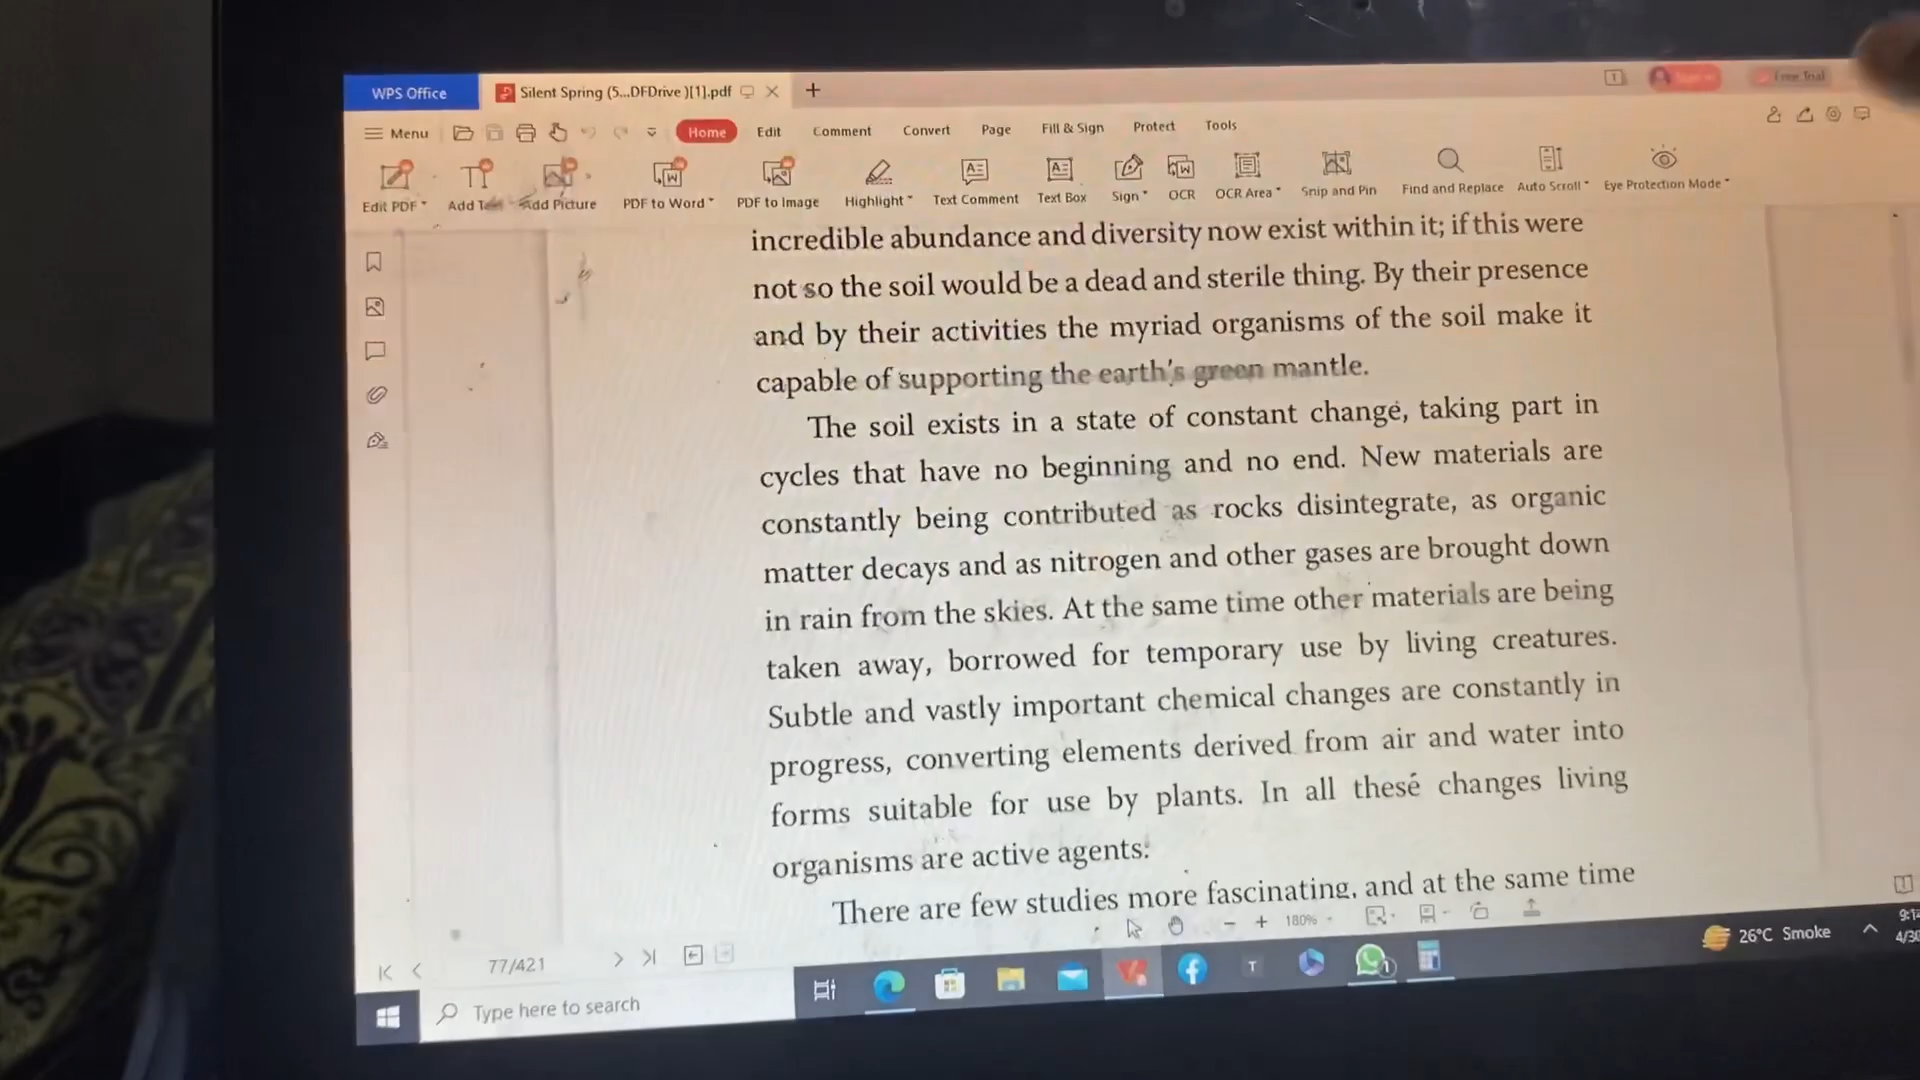 WPS Office
Silent Spring (5...DFDrive )[1].pdf
Menu
Home Edit Comment Convert Page Fill & Sign Protect Tools
Free Trial
Edit PDF Add Text Add Picture PDF to Word PDF to Image Highlight Text Comment Text Box Sign OCR OCR Area Snip and Pin Find and Replace Auto Scroll Eye Protection Mode
incredible abundance and diversity now exist within it; if this were
not so the soil would be a dead and sterile thing. By their presence
and by their activities the myriad organisms of the soil make it
capable of supporting the earth's green mantle.
The soil exists in a state of constant change, taking part in
cycles that have no beginning and no end. New materials are
constantly being contributed as rocks disintegrate, as organic
matter decays and as nitrogen and other gases are brought down
in rain from the skies. At the same time other materials are being
taken away, borrowed for temporary use by living creatures.
Subtle and vastly important chemical changes are constantly in
progress, converting elements derived from air and water into
forms suitable for use by plants. In all these changes living
organisms are active agents.
There are few studies more fascinating, and at the same time
77/421
180%
Type here to search
26°C Smoke